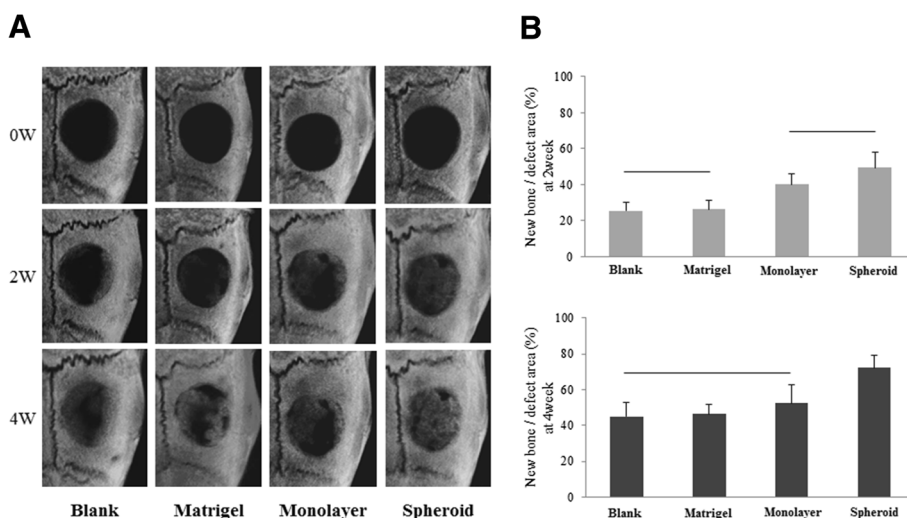 A
0W
2W
4W
Blank Matrigel Monolayer Spheroid
B
New bone / defect area (%)
at 2week
100
80
60
40
20
0
Blank Matrigel Monolayer Spheroid
New bone / defect area (%)
at 4week
100
80
60
40
20
0
Blank Matrigel Monolayer Spheroid